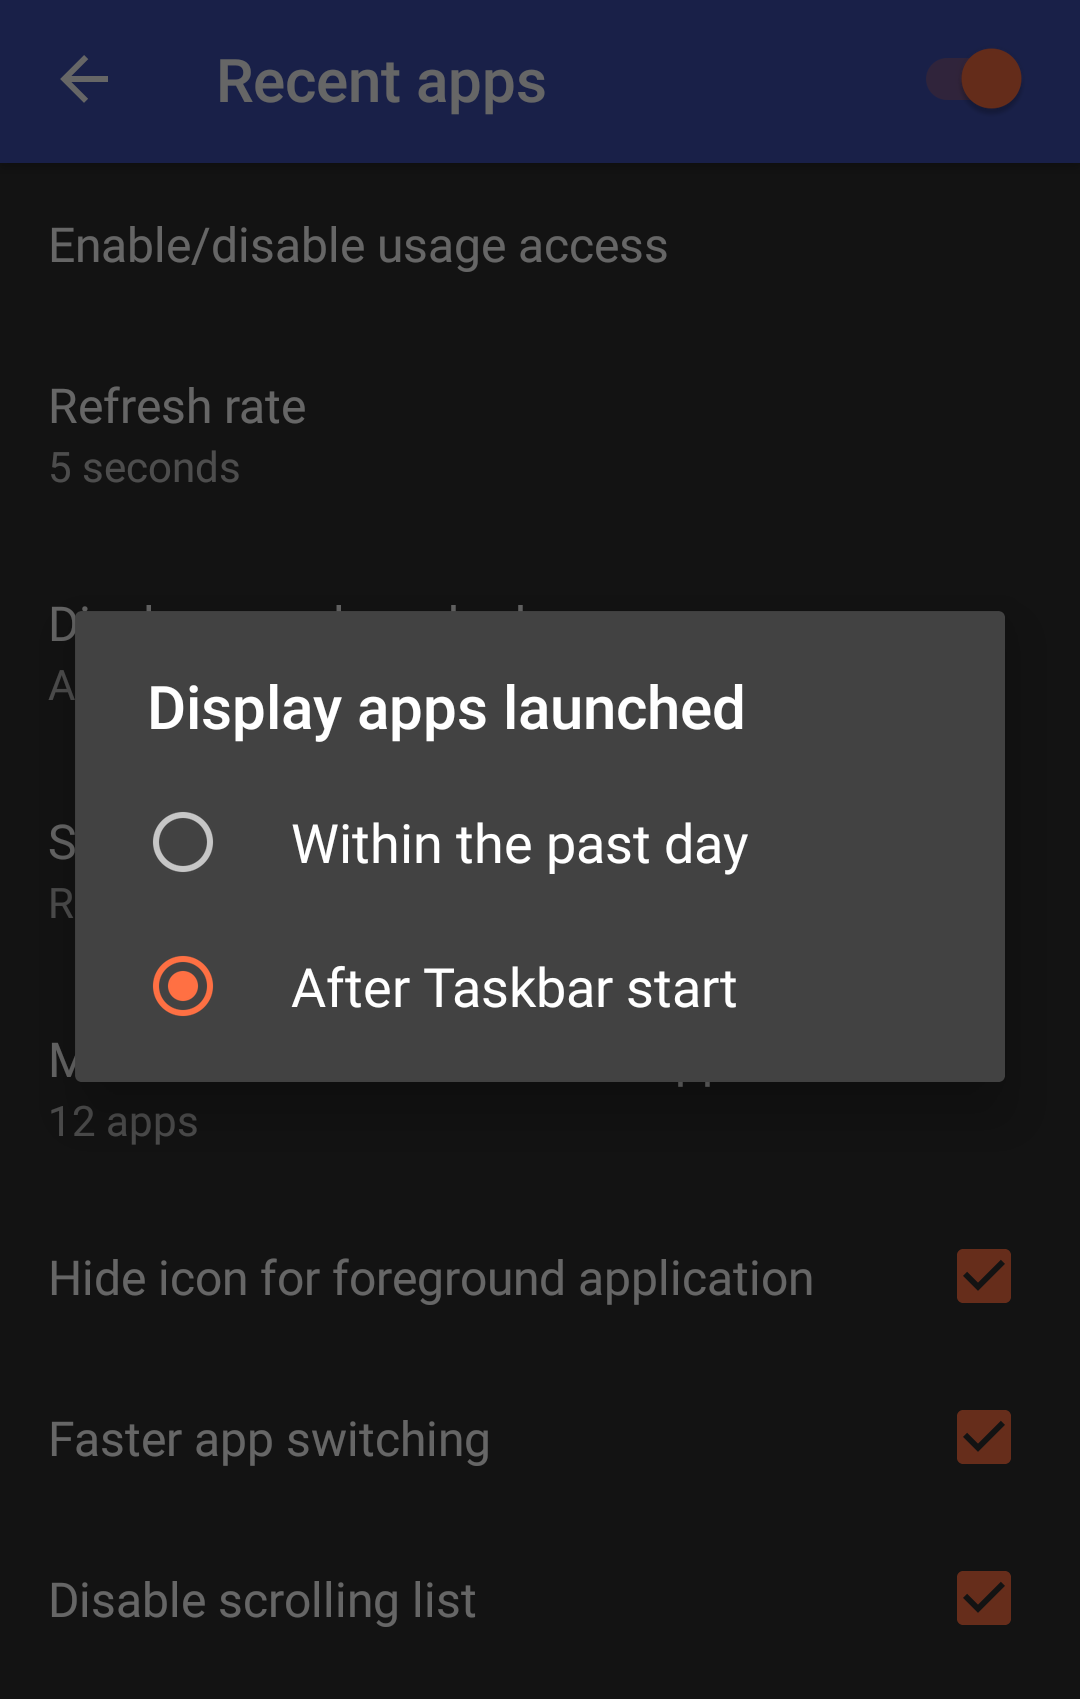 Recent apps
Enable/disable usage access
Refresh rate
5 seconds
Display apps launched
Within the past day
After Taskbar start
12 apps
Hide icon for foreground application
Faster app switching
Disable scrolling list